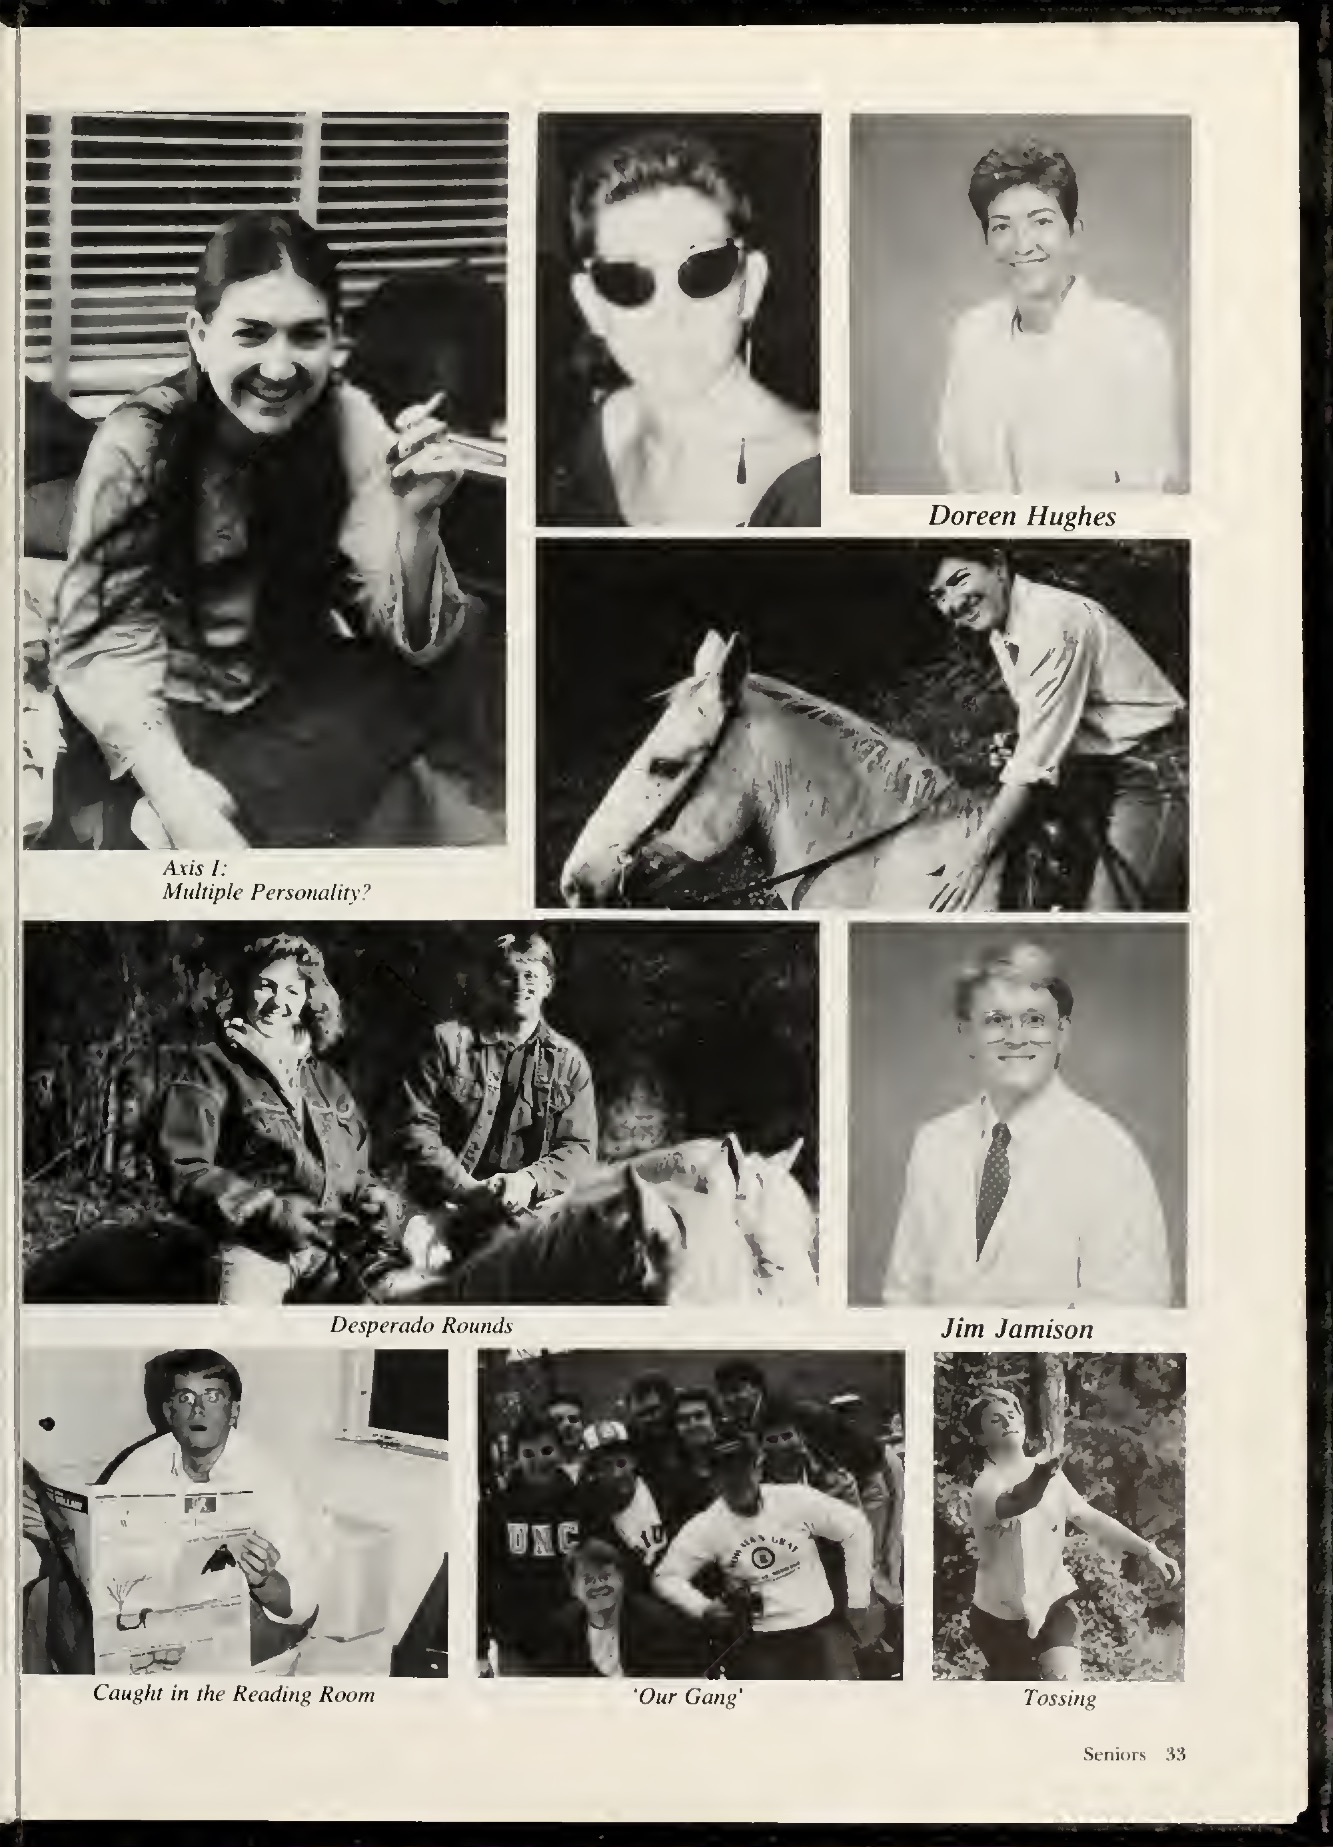 Doreen Hughes
Axis I:
Multiple Personality?
Desperado Rounds
Jim Jamison
UNC
Caught in the Reading Room
'Our Gang'
Tossing
Seniors 33